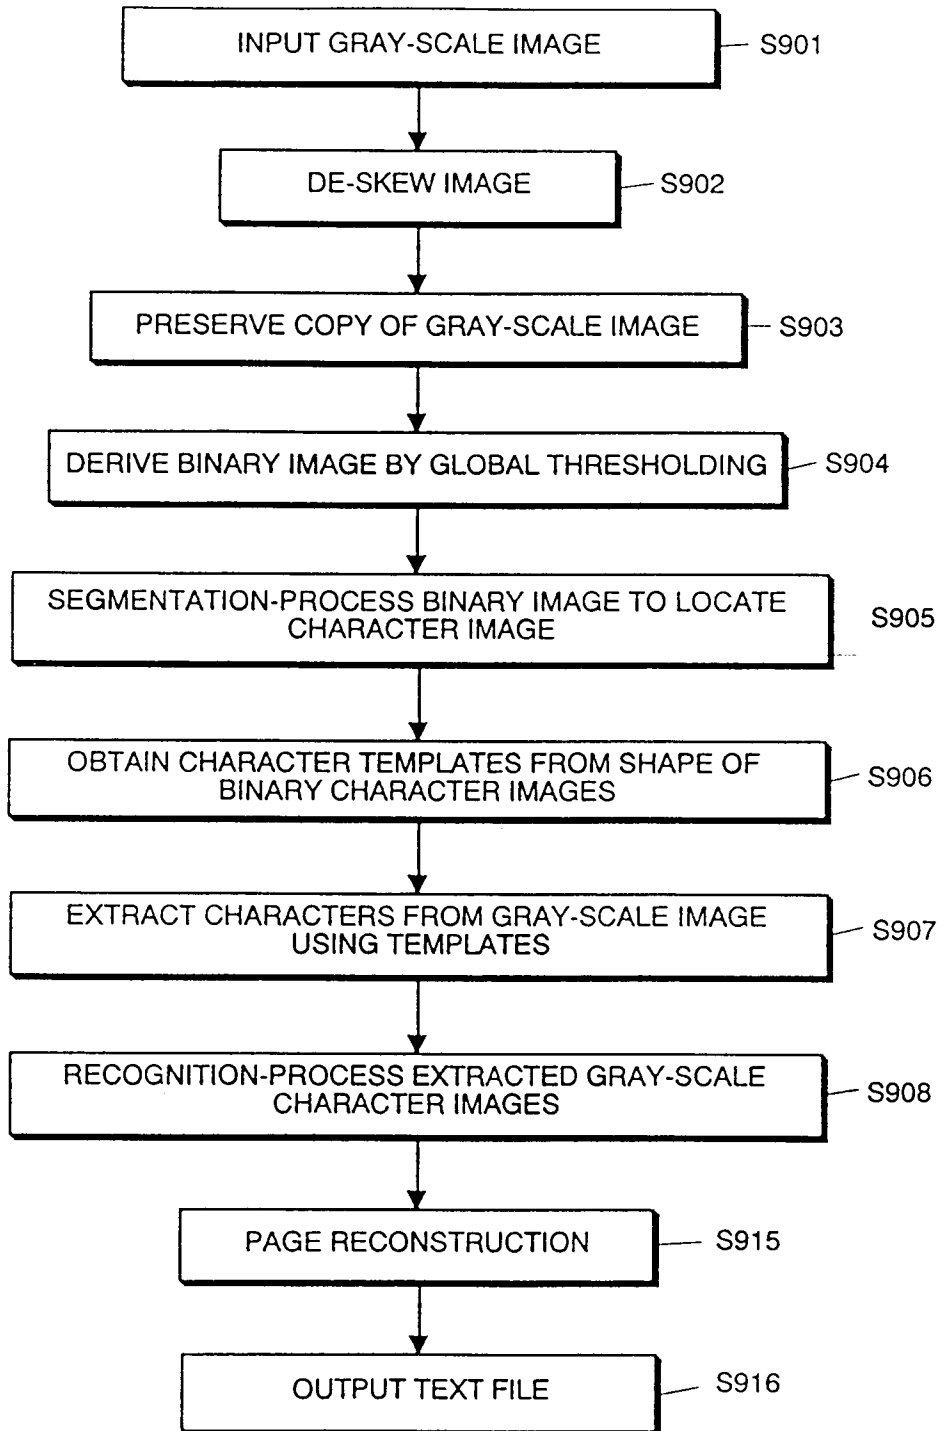 INPUT GRAY-SCALE IMAGE
S901
DE-SKEW IMAGE
S902
PRESERVE COPY OF GRAY-SCALE IMAGE
S903
DERIVE BINARY IMAGE BY GLOBAL THRESHOLDING
S904
SEGMENTATION-PROCESS BINARY IMAGE TO LOCATE
CHARACTER IMAGE
S905
OBTAIN CHARACTER TEMPLATES FROM SHAPE OF
BINARY CHARACTER IMAGES
S906
EXTRACT CHARACTERS FROM GRAY-SCALE IMAGE
USING TEMPLATES
S907
RECOGNITION-PROCESS EXTRACTED GRAY-SCALE
CHARACTER IMAGES
S908
PAGE RECONSTRUCTION
S915
OUTPUT TEXT FILE
S916